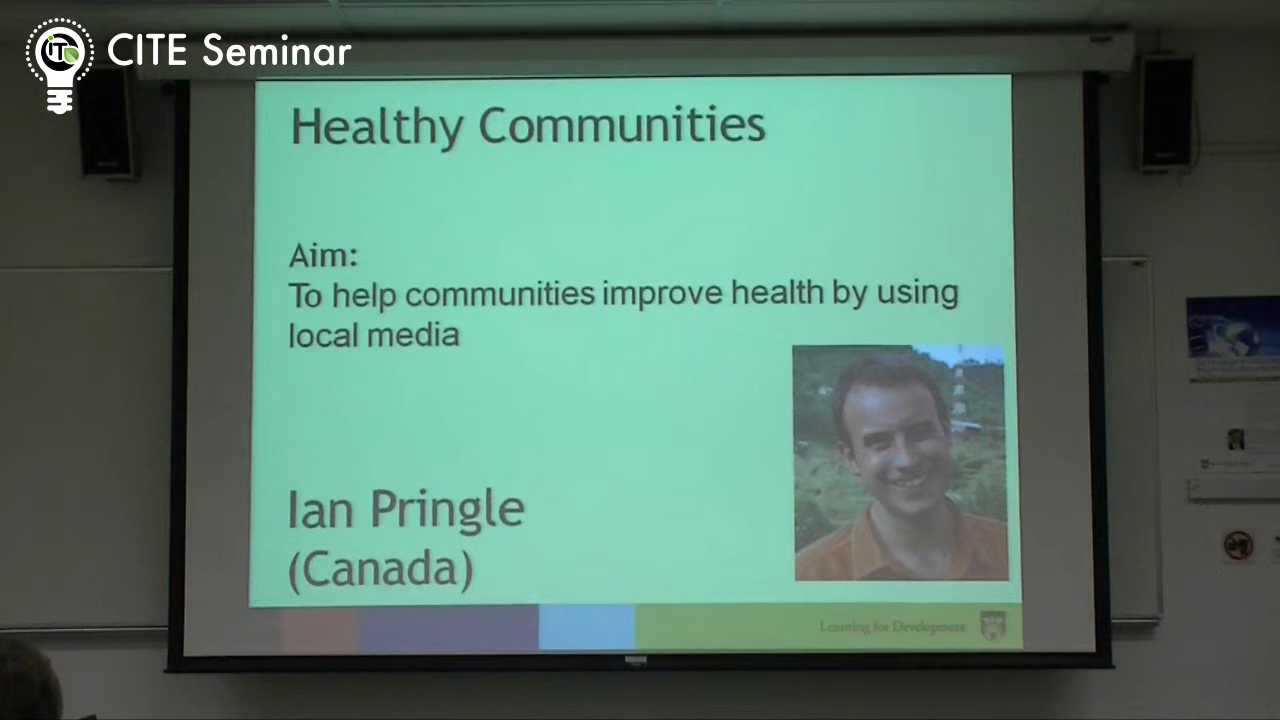 iT
CITE Seminar
Healthy Communities
Aim:
To help communities improve health by using
local media
Ian Pringle
(Canada)
Learning for Development